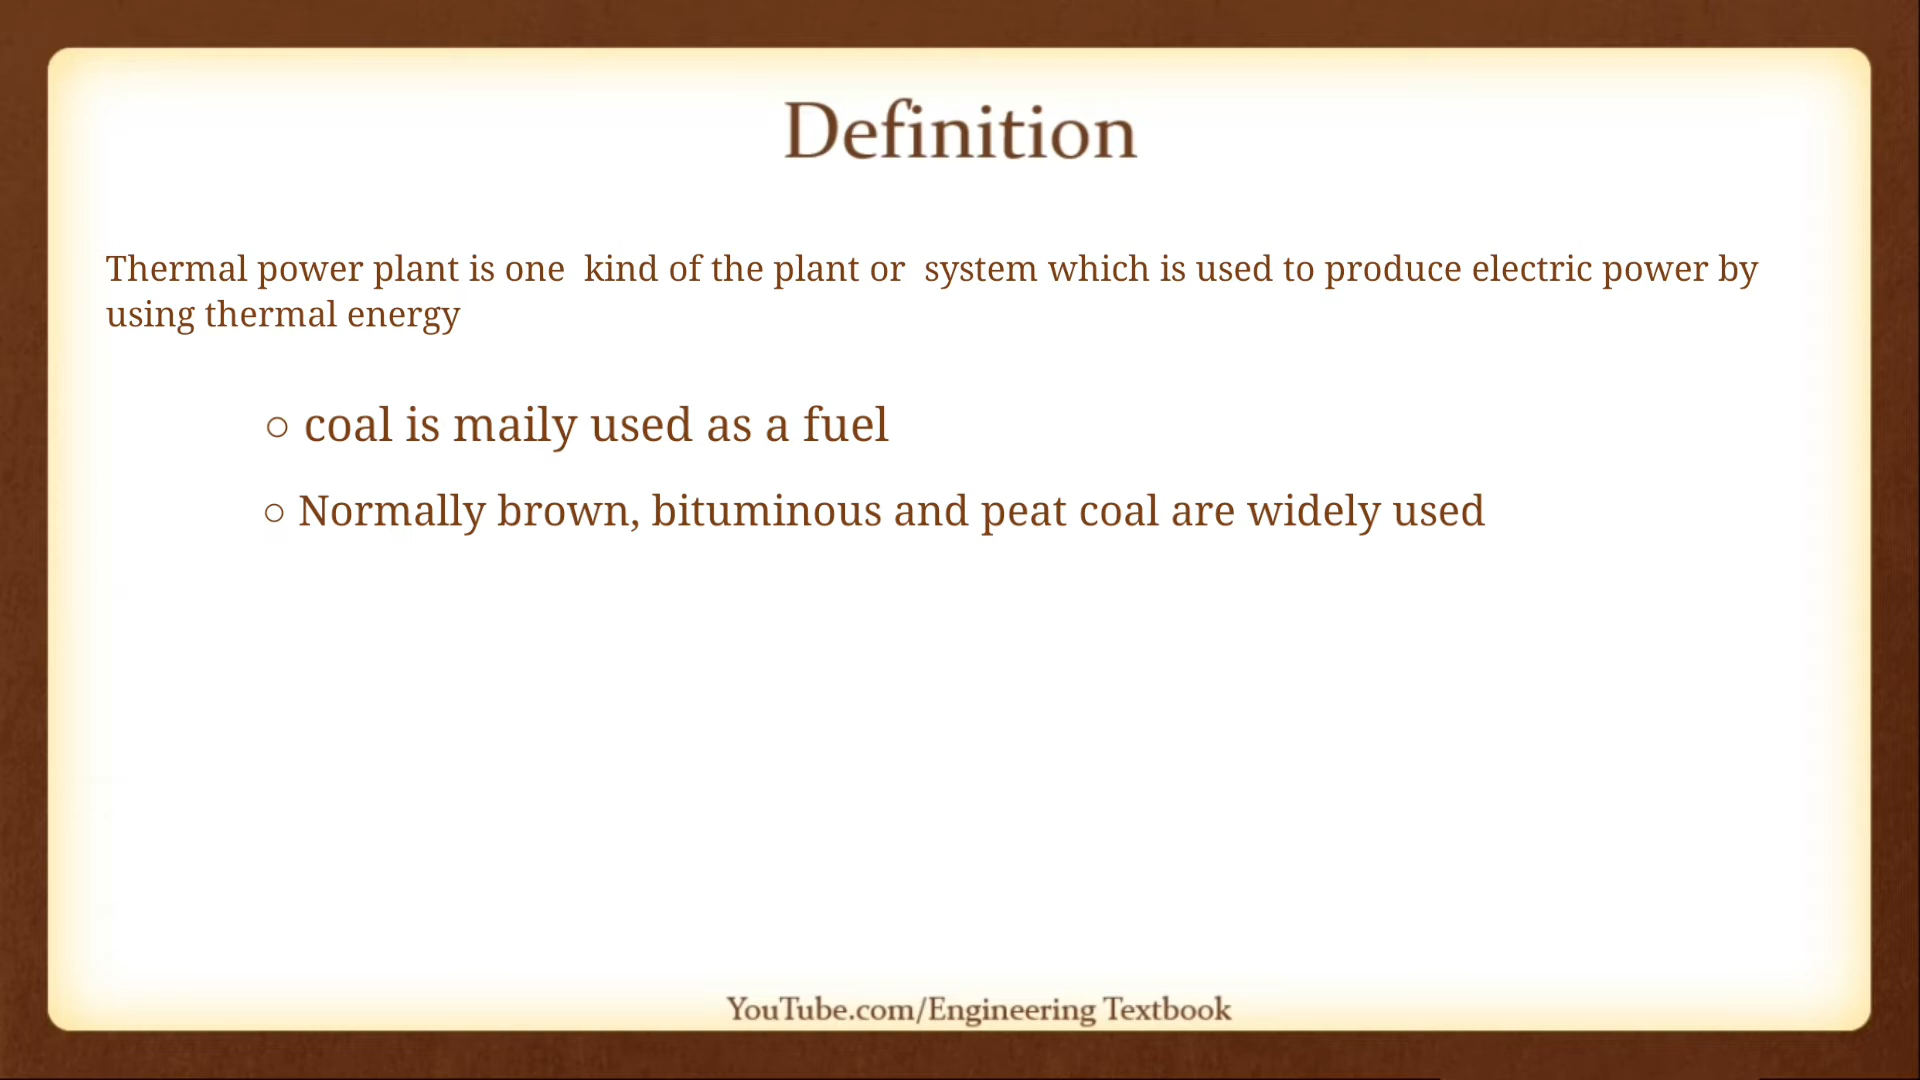 Definition
Thermal power plant is one  kind of the plant or  system which is used to produce electric power by
using thermal energy
○ coal is maily used as a fuel
○ Normally brown, bituminous and peat coal are widely used
YouTube.com/Engineering Textbook